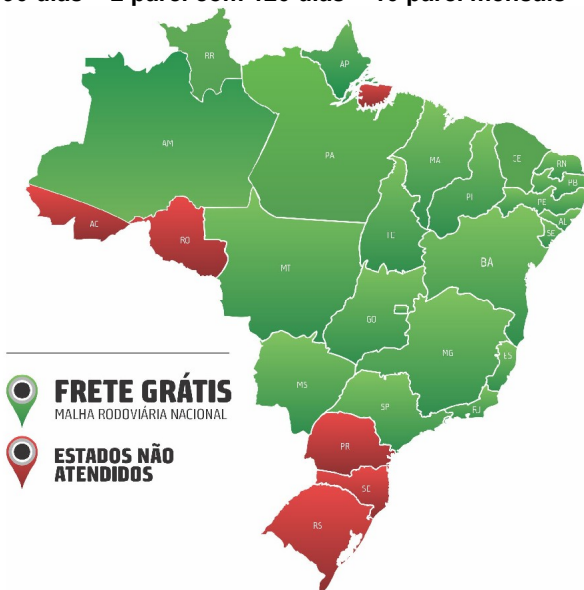 RR
AP
AM
PA
MA
CE
RN
PB
PI
PE
AL
SE
AC
RO
TC
MT
BA
GO
MG
ES
MS
SP
RJ
PR
SC
RS
FRETE GRÁTIS
MALHA RODOVIÁRIA NACIONAL
ESTADOS NÃO
ATENDIDOS